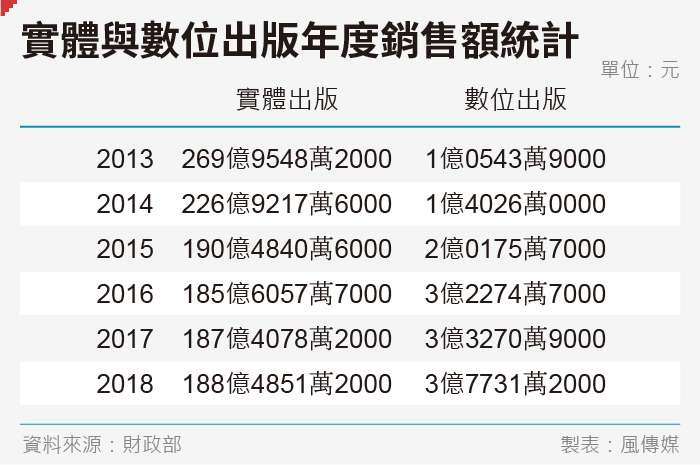 實體與數位出版年度銷售額統計
單位：元
實體出版 數位出版
2013 269億9548萬2000 1億0543萬9000
2014 226億9217萬6000 1億4026萬0000
2015 190億4840萬6000 2億0175萬7000
2016 185億6057萬7000 3億2274萬7000
2017 187億4078萬2000 3億3270萬9000
2018 188億4851萬2000 3億7731萬2000
資料來源：財政部 製表：風傳媒